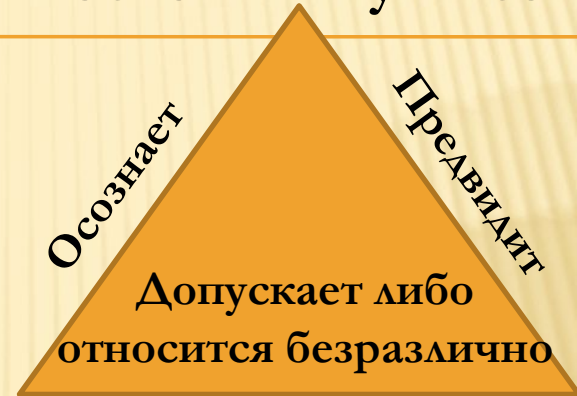 Осознает
Предвидит
Допускает либо
относится безразлично